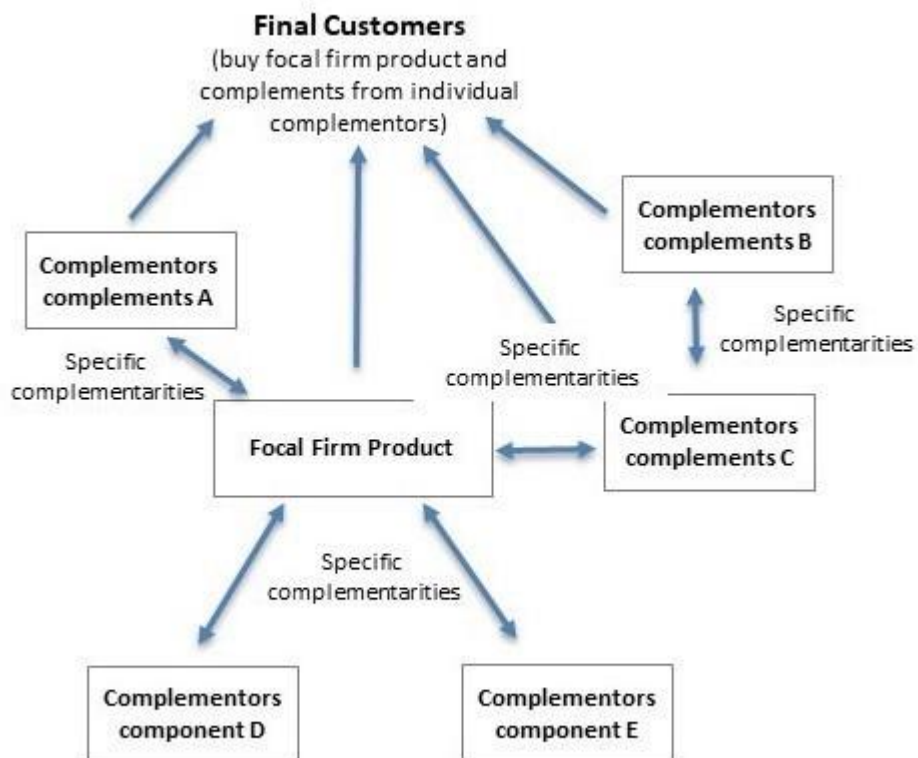 Final Customers
(buy focal firm product and
complements from individual
complementors)
Complementors
complements B
Complementors
complements A
Specific
complementarities
Specific
complementarities
Specific
complementarities
Focal Firm Product
Complementors
complements C
Specific
complementarities
Complementors
component D
Complementors
component E